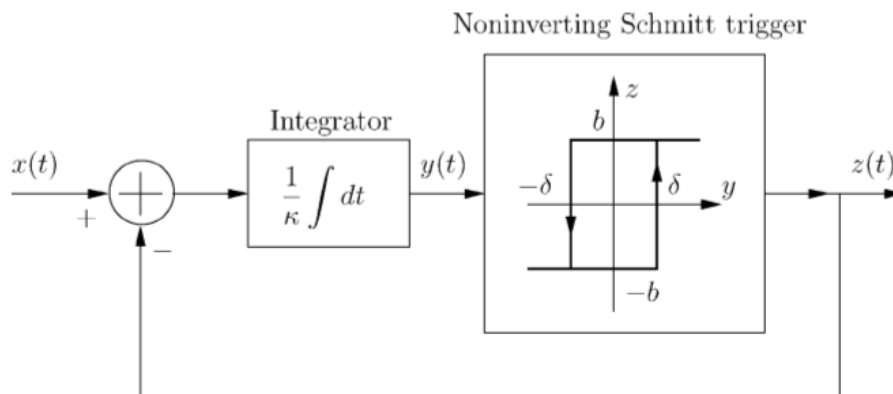 Noninverting Schmitt trigger
z
Integrator
b
x(t)
y(t)
z(t)
1/κ ∫ dt
−δ
δ
y
+
−
−b